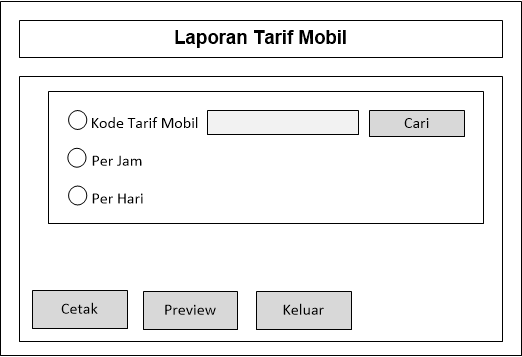 Laporan Tarif Mobil
Kode Tarif Mobil Cari
Per Jam
Per Hari
Cetak Preview Keluar